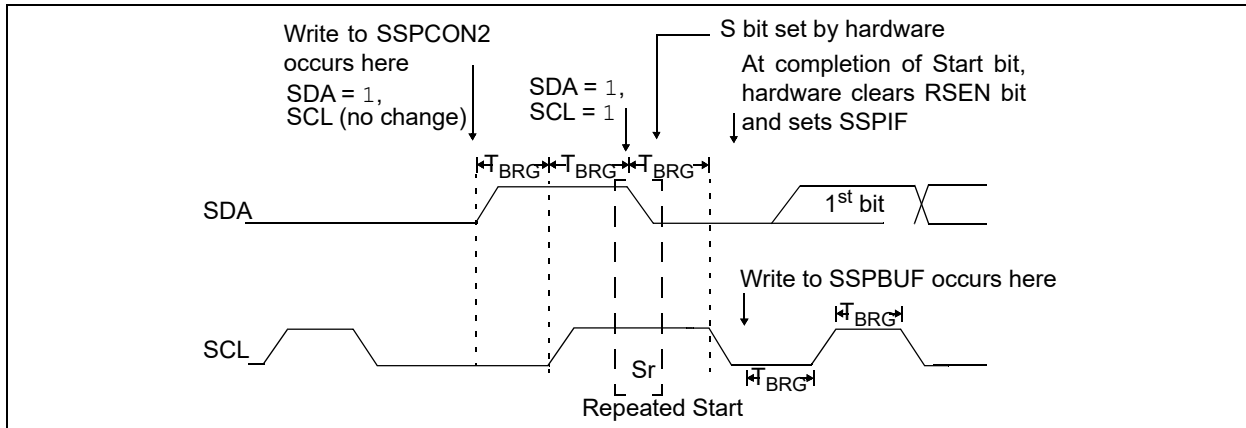 Write to SSPCON2
occurs here
SDA = 1,
SCL (no change)
SDA = 1,
SCL = 1
S bit set by hardware
At completion of Start bit,
hardware clears RSEN bit
and sets SSPIF
TBRG TBRG TBRG
SDA
1st bit
Write to SSPBUF occurs here
TBRG
SCL
Sr
TBRG
Repeated Start